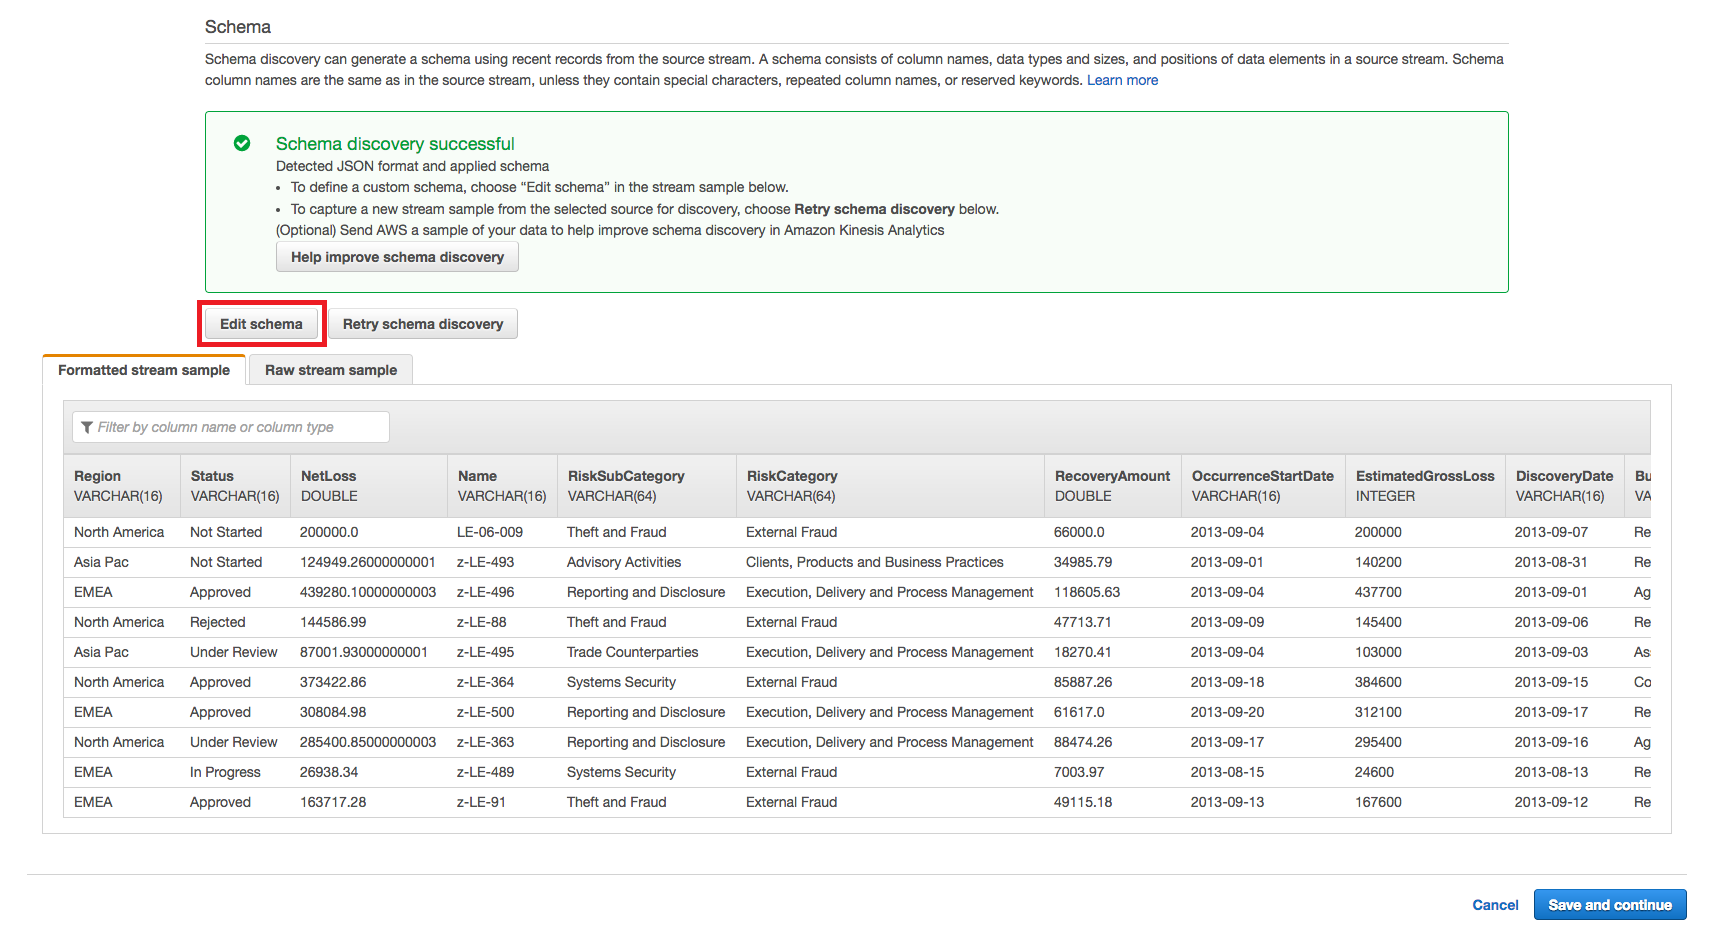 Schema
Schema discovery can generate a schema using recent records from the source stream. A schema consists of column names, data types and sizes, and positions of data elements in a source stream. Schema
column names are the same as in the source stream, unless they contain special characters, repeated column names, or reserved keywords. Learn more
Schema discovery successful
Detected JSON format and applied schema
• To define a custom schema, choose “Edit schema” in the stream sample below.
• To capture a new stream sample from the selected source for discovery, choose Retry schema discovery below.
(Optional) Send AWS a sample of your data to help improve schema discovery in Amazon Kinesis Analytics
Help improve schema discovery
Edit schema Retry schema discovery
Formatted stream sample Raw stream sample
Filter by column name or column type
Region Status NetLoss Name RiskSubCategory RiskCategory RecoveryAmount OccurrenceStartDate EstimatedGrossLoss DiscoveryDate Bu
VARCHAR(16) VARCHAR(16) DOUBLE VARCHAR(16) VARCHAR(64) VARCHAR(64) DOUBLE VARCHAR(16) INTEGER VARCHAR(16) VA
North America Not Started 200000.0 LE-06-009 Theft and Fraud External Fraud 66000.0 2013-09-04 200000 2013-09-07 Re
Asia Pac Not Started 124949.26000000001 z-LE-493 Advisory Activities Clients, Products and Business Practices 34985.79 2013-09-01 140200 2013-08-31 Re
EMEA Approved 439280.10000000003 z-LE-496 Reporting and Disclosure Execution, Delivery and Process Management 118605.63 2013-09-04 437700 2013-09-01 Ag
North America Rejected 144586.99 z-LE-88 Theft and Fraud External Fraud 47713.71 2013-09-09 145400 2013-09-06 Re
Asia Pac Under Review 87001.93000000001 z-LE-495 Trade Counterparties Execution, Delivery and Process Management 18270.41 2013-09-04 103000 2013-09-03 As
North America Approved 373422.86 z-LE-364 Systems Security External Fraud 85887.26 2013-09-18 384600 2013-09-15 Co
EMEA Approved 308084.98 z-LE-500 Reporting and Disclosure Execution, Delivery and Process Management 61617.0 2013-09-20 312100 2013-09-17 Re
North America Under Review 285400.85000000003 z-LE-363 Reporting and Disclosure Execution, Delivery and Process Management 88474.26 2013-09-17 295400 2013-09-16 Ag
EMEA In Progress 26938.34 z-LE-489 Systems Security External Fraud 7003.97 2013-08-15 24600 2013-08-13 Re
EMEA Approved 163717.28 z-LE-91 Theft and Fraud External Fraud 49115.18 2013-09-13 167600 2013-09-12 Re
Cancel Save and continue